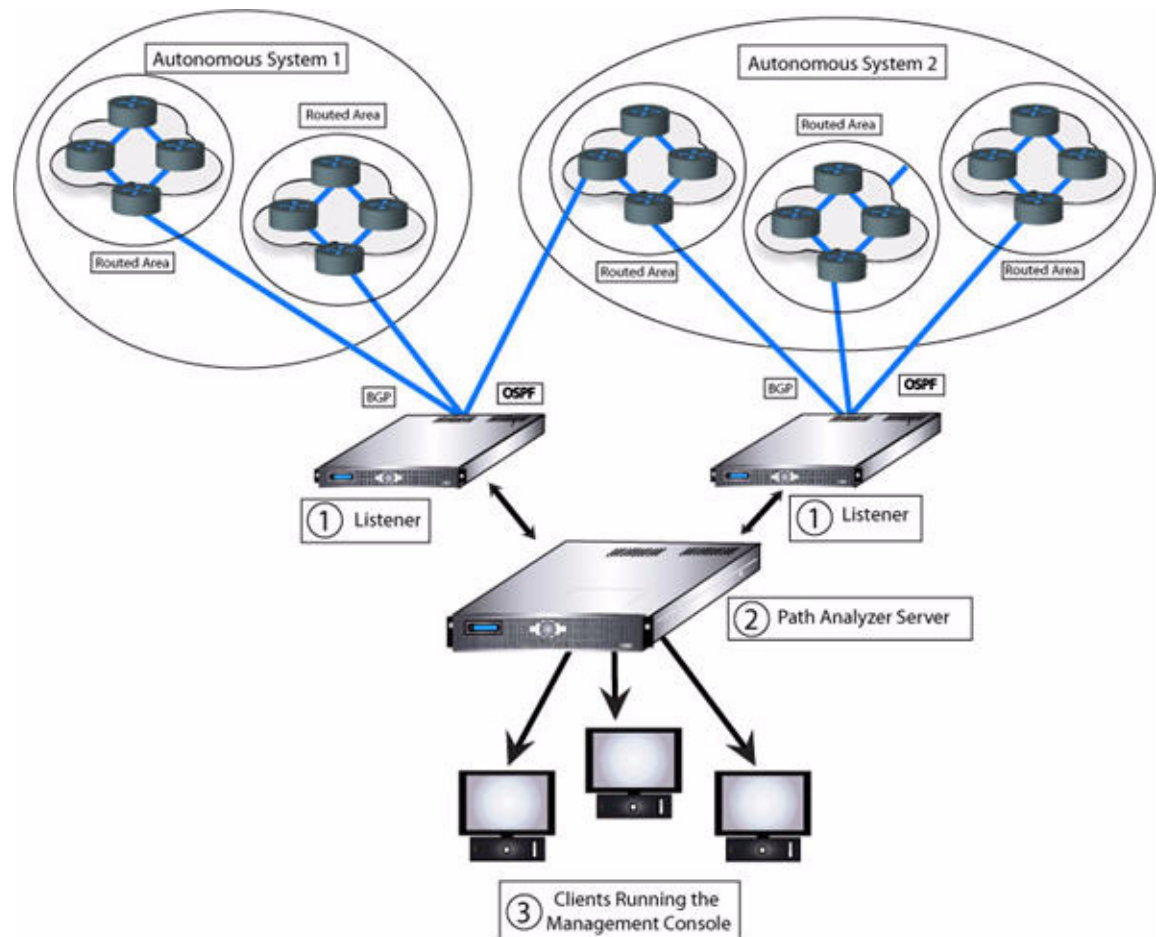 Autonomous System 1
Autonomous System 2
Routed Area
Routed Area
Routed Area
Routed Area
Routed Area
BGP
OSPF
BGP
OSPF
1 Listener
1 Listener
2 Path Analyzer Server
3 Clients Running the
Management Console